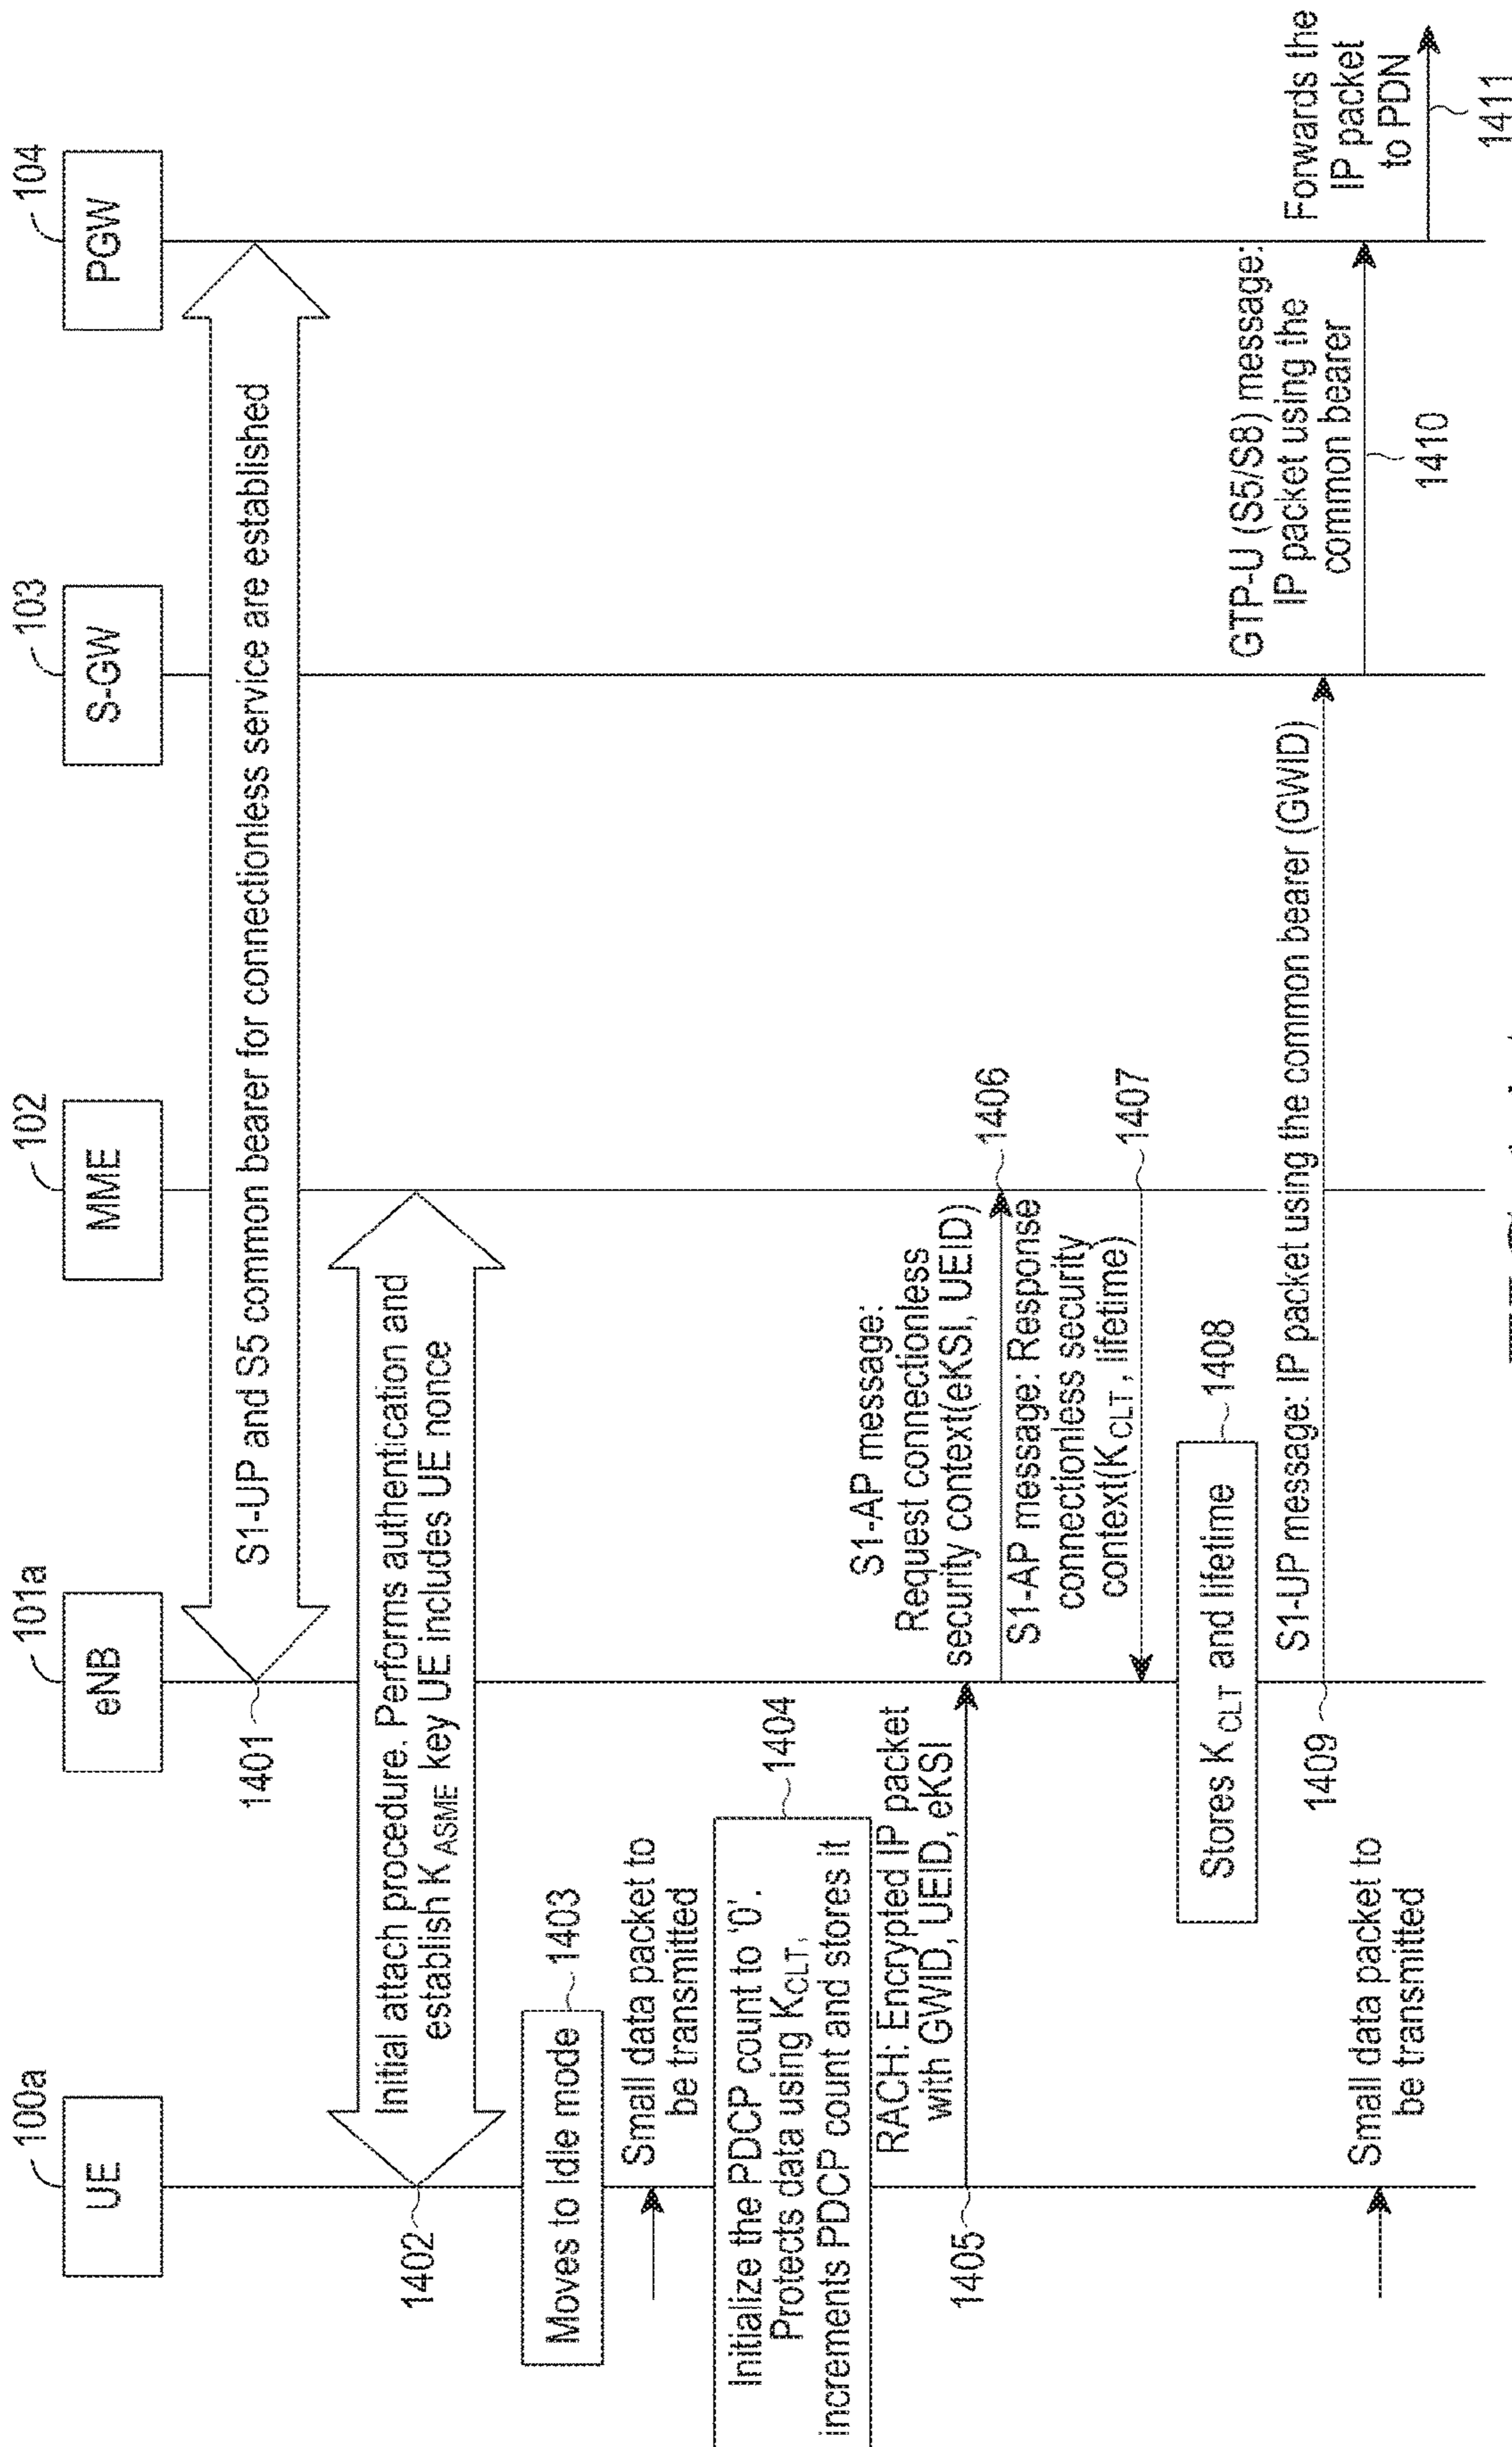 100a
UE
101a
eNB
102
MME
103
S-GW
104
PGW
S1-UP and S5 common bearer for connectionless service are established
1401
Initial attach procedure. Performs authentication and
establish K ASME key UE includes UE nonce
1402
Moves to Idle mode
1403
Small data packet to
be transmitted
Initialize the PDCP count to '0'.
Protects data using KCLT,
increments PDCP count and stores it
1404
RACH: Encrypted IP packet
with GWID, UEID, eKSI
1405
S1-AP message:
Request connectionless
security context(eKSI, UEID)
1406
S1-AP message: Response
connectionless security
context(K CLT, lifetime)
1407
Stores K CLT and lifetime
1408
S1-UP message: IP packet using the common bearer (GWID)
1409
GTP-U (S5/S8) message:
IP packet using the
common bearer
1410
Forwards the
IP packet
to PDN
1411
Small data packet to
be transmitted